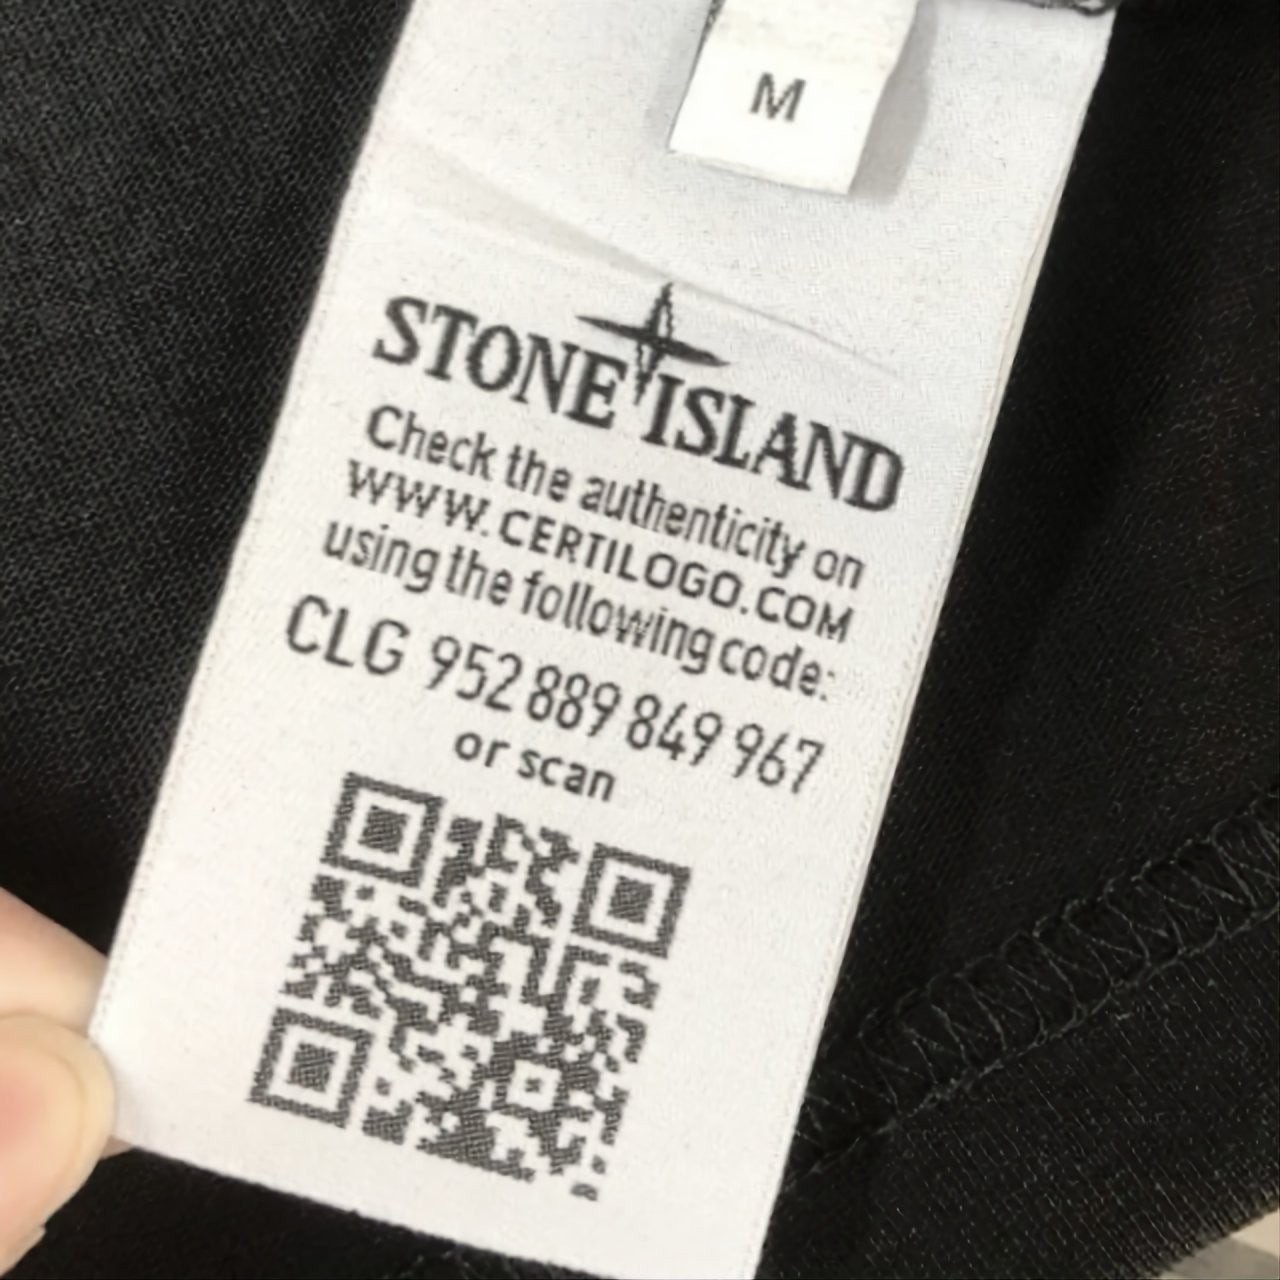 M
STONE ISLAND
Check the authenticity on
WWW.CERTILOGO.COM
using the following code:
CLG 952 889 849 967
or scan